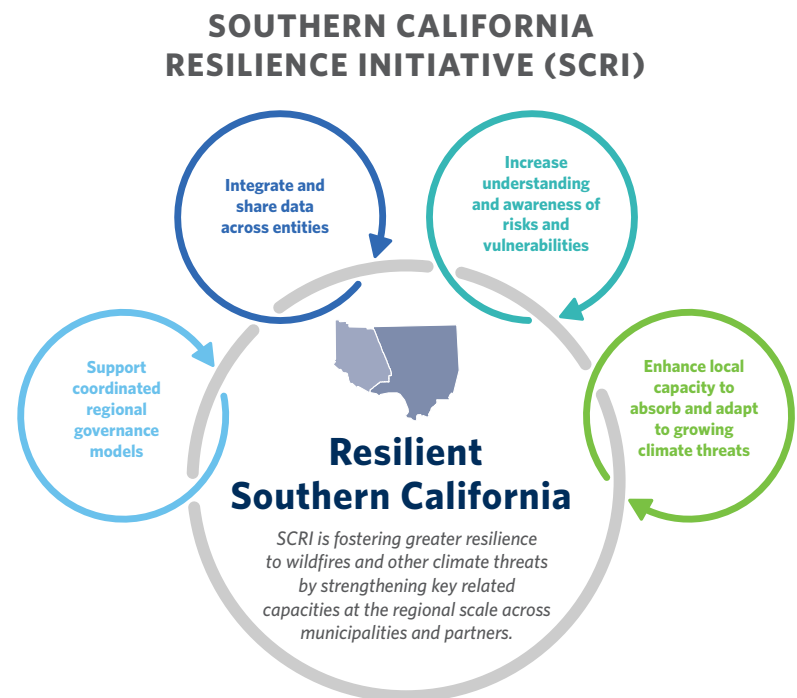 SOUTHERN CALIFORNIA
RESILIENCE INITIATIVE (SCRI)
Support
coordinated
regional
governance
models
Integrate and
share data
across entities
Increase
understanding
and awareness of
risks and
vulnerabilities
Enhance local
capacity to
absorb and adapt
to growing
climate threats
Resilient
Southern California
SCRI is fostering greater resilience
to wildfires and other climate threats
by strengthening key related
capacities at the regional scale across
municipalities and partners.